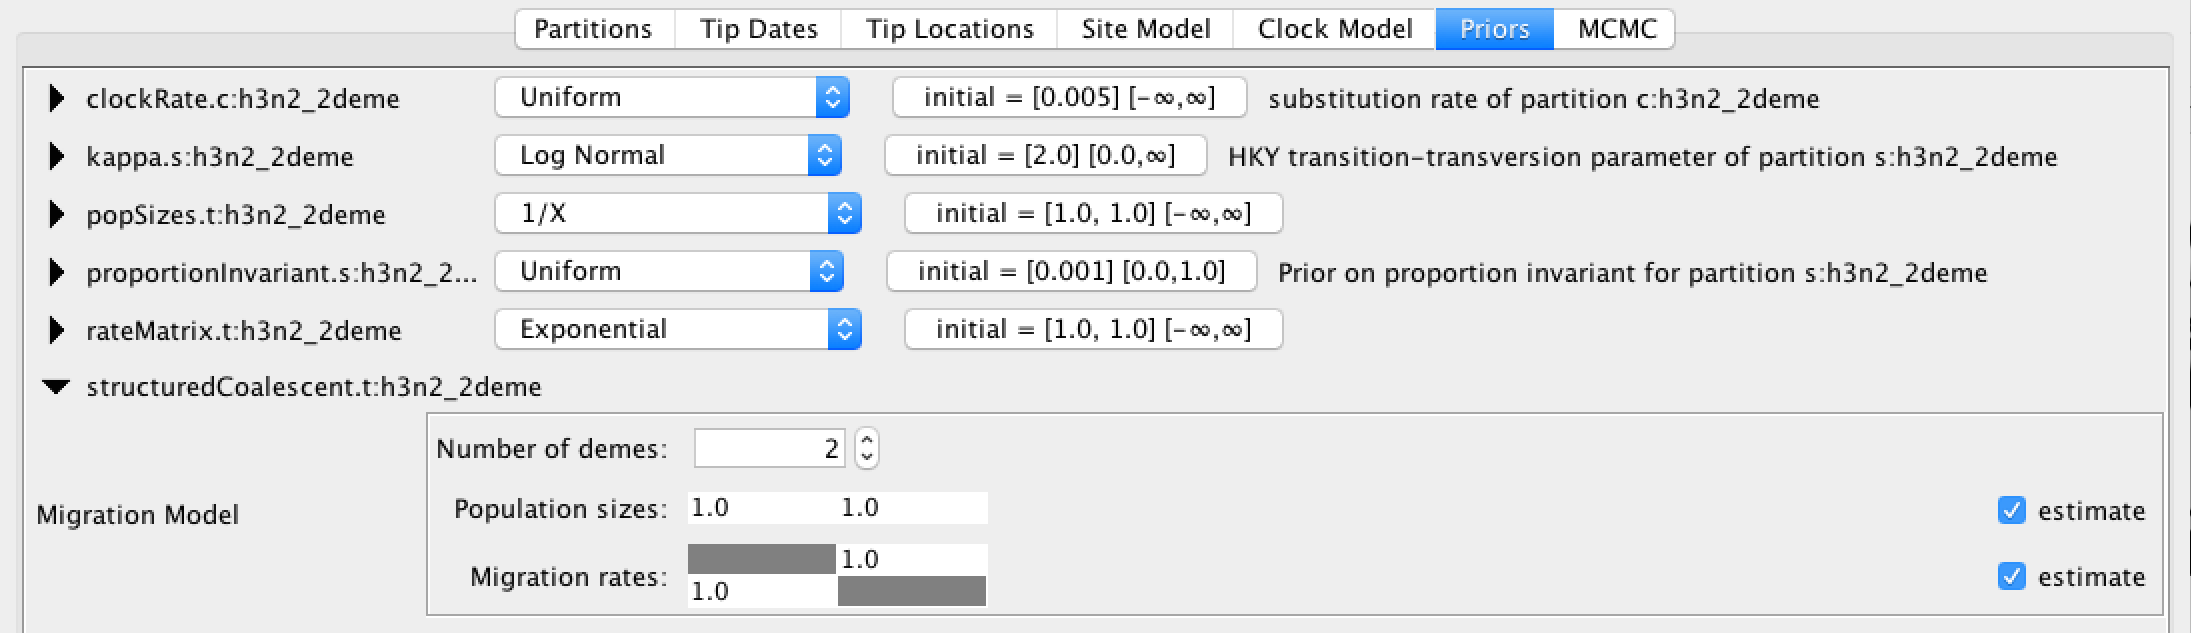 Partitions Tip Dates Tip Locations Site Model Clock Model Priors MCMC
clockRate.c:h3n2_2deme Uniform initial = [0.005] [-∞,∞] substitution rate of partition c:h3n2_2deme
kappa.s:h3n2_2deme Log Normal initial = [2.0] [0.0,∞] HKY transition-transversion parameter of partition s:h3n2_2deme
popSizes.t:h3n2_2deme 1/X initial = [1.0, 1.0] [-∞,∞]
proportionInvariant.s:h3n2_2... Uniform initial = [0.001] [0.0,1.0] Prior on proportion invariant for partition s:h3n2_2deme
rateMatrix.t:h3n2_2deme Exponential initial = [1.0, 1.0] [-∞,∞]
structuredCoalescent.t:h3n2_2deme
Number of demes: 2
Population sizes: 1.0 1.0 estimate
Migration Model
1.0
Migration rates: estimate
1.0